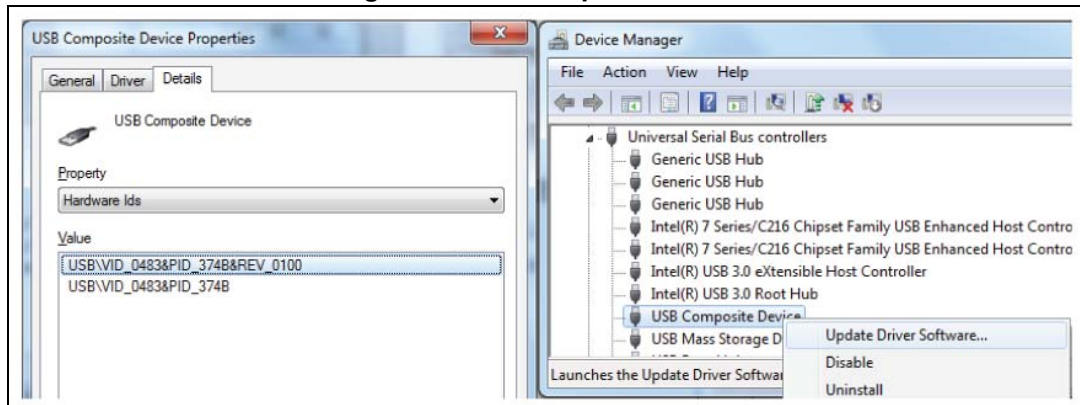 USB Composite Device Properties
General Driver Details
USB Composite Device
Property
Hardware Ids
Value
USB\VID_0483&PID_374B&REV_0100
USB\VID_0483&PID_374B
Device Manager
File Action View Help
Universal Serial Bus controllers
Generic USB Hub
Generic USB Hub
Generic USB Hub
Intel(R) 7 Series/C216 Chipset Family USB Enhanced Host Contro
Intel(R) 7 Series/C216 Chipset Family USB Enhanced Host Contro
Intel(R) USB 3.0 eXtensible Host Controller
Intel(R) USB 3.0 Root Hub
USB Composite Device
USB Mass Storage D
Update Driver Software...
Disable
Uninstall
Launches the Update Driver Softwar